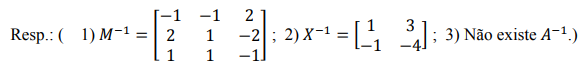 Resp.: ( 1) M⁻¹ = [−1 −1 2; 2 1 −2; 1 1 −1] ; 2) X⁻¹ = [1 3; −1 −4] ; 3) Não existe A⁻¹.)